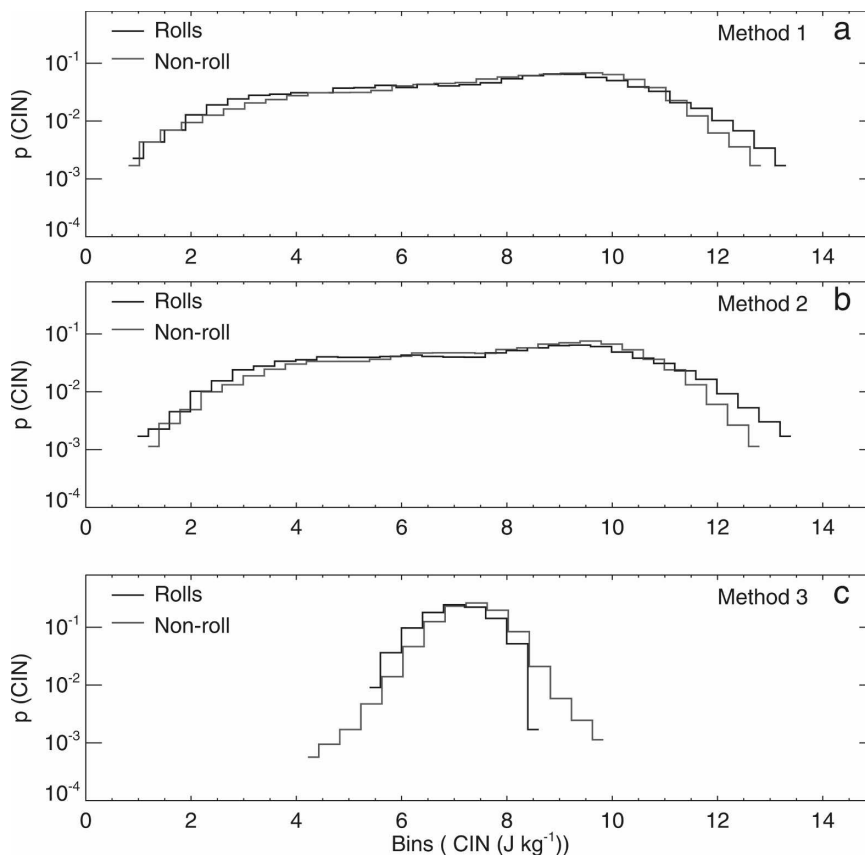 Rolls
Non-roll
Method 1 a
p (CIN)
10⁻¹
10⁻²
10⁻³
10⁻⁴
0 2 4 6 8 10 12 14
Rolls
Non-roll
Method 2 b
p (CIN)
10⁻¹
10⁻²
10⁻³
10⁻⁴
0 2 4 6 8 10 12 14
Rolls
Non-roll
Method 3 c
p (CIN)
10⁻¹
10⁻²
10⁻³
10⁻⁴
0 2 4 6 8 10 12 14
Bins ( CIN (J kg⁻¹))